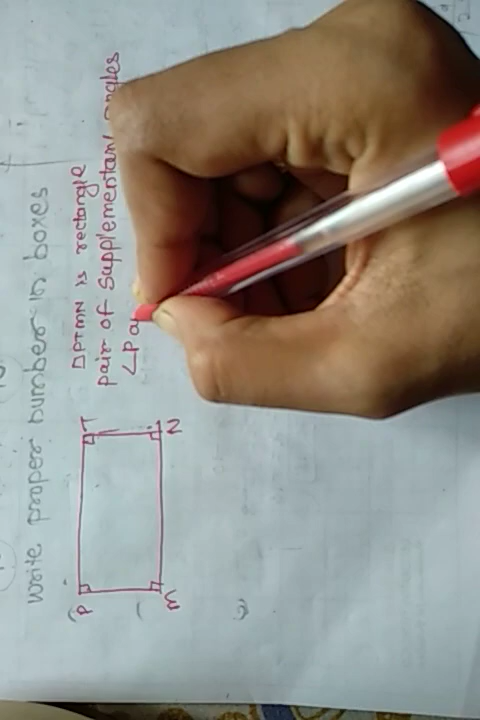 write proper number in boxes
P T
M N
□PTMN is rectangle
pair of supplementary angles
∠P a